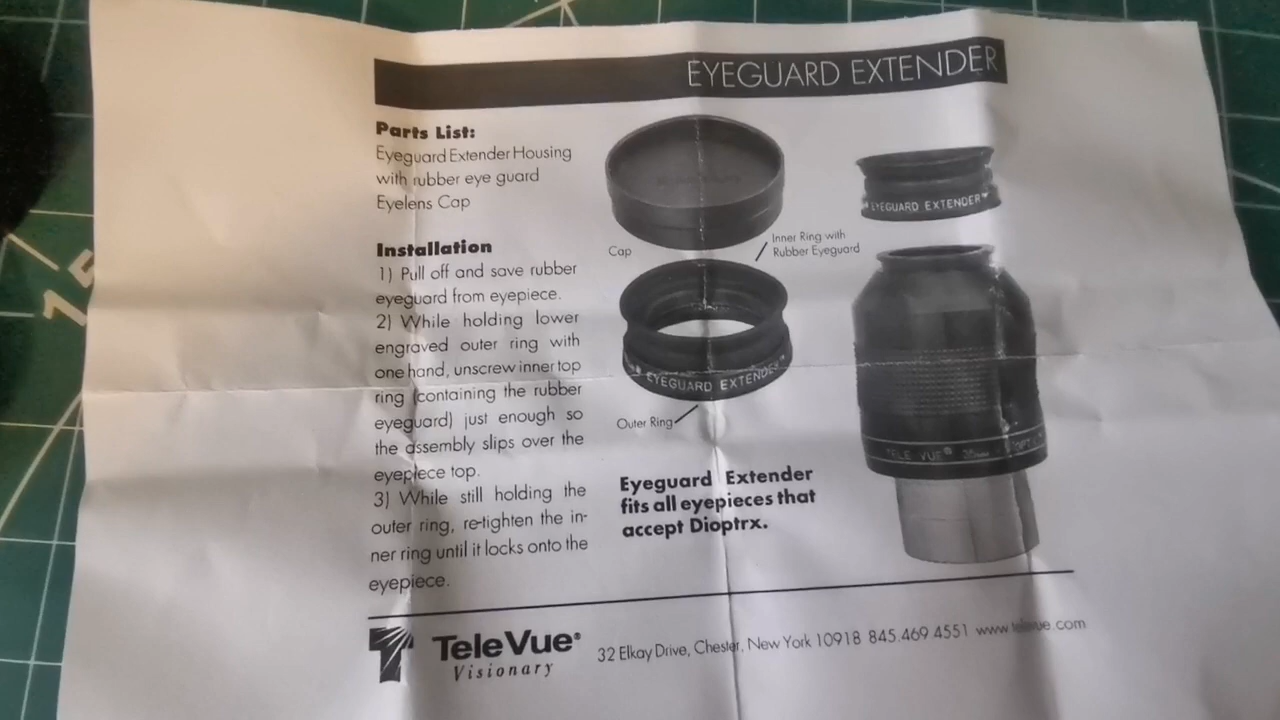 EYEGUARD EXTENDER
Parts List:
Eyeguard Extender Housing
with rubber eye guard
Eyelens Cap
Installation
1) Pull off and save rubber
eyeguard from eyepiece.
2) While holding lower
engraved outer ring with
one hand, unscrew inner top
ring (containing the rubber
eyeguard) just enough so
the assembly slips over the
eyepiece top.
3) While still holding the
outer ring, re-tighten the in-
ner ring until it locks onto the
eyepiece.
Cap
Inner Ring with
Rubber Eyeguard
EYEGUARD EXTENDER
Outer Ring
EYEGUARD EXTENDER™
TELE VUE®
Eyeguard Extender
fits all eyepieces that
accept Dioptrx.
TeleVue®
Visionary
32 Elkay Drive, Chester, New York 10918 845.469 4551 www.televue.com
15